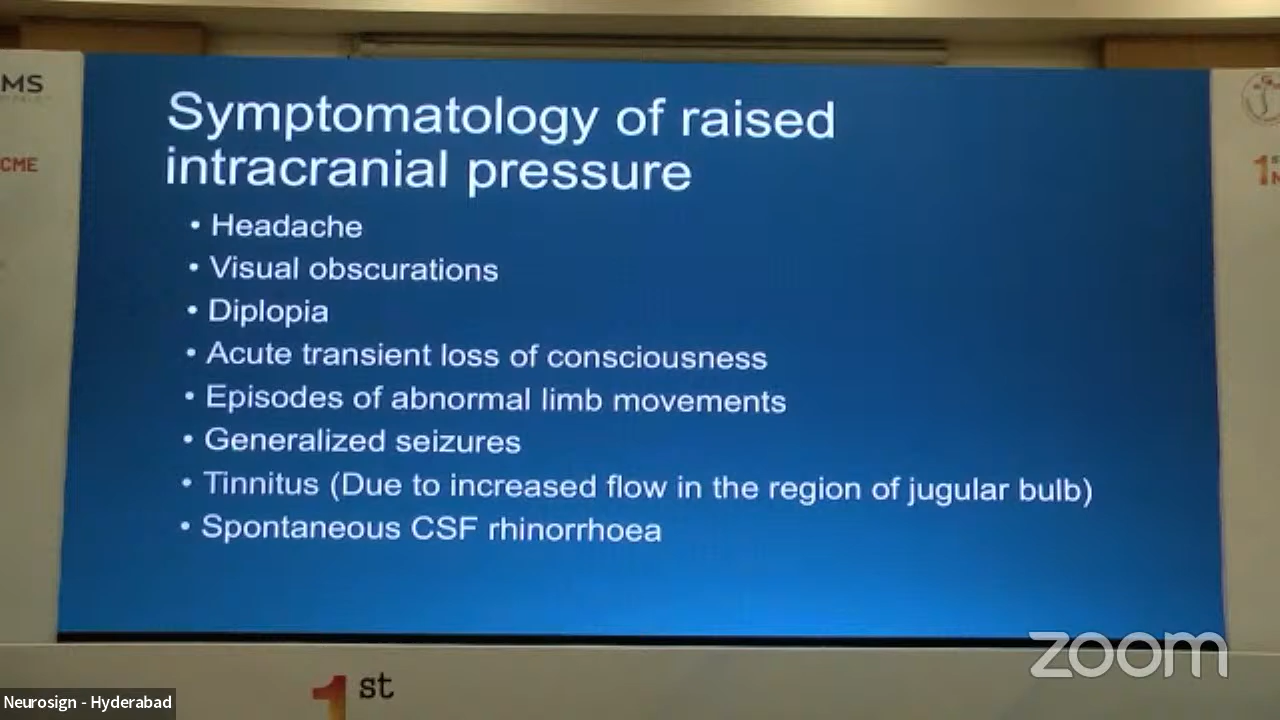 MS
CME
Symptomatology of raised
intracranial pressure
• Headache
• Visual obscurations
• Diplopia
• Acute transient loss of consciousness
• Episodes of abnormal limb movements
• Generalized seizures
• Tinnitus (Due to increased flow in the region of jugular bulb)
• Spontaneous CSF rhinorrhoea
1st
zoom
Neurosign - Hyderabad